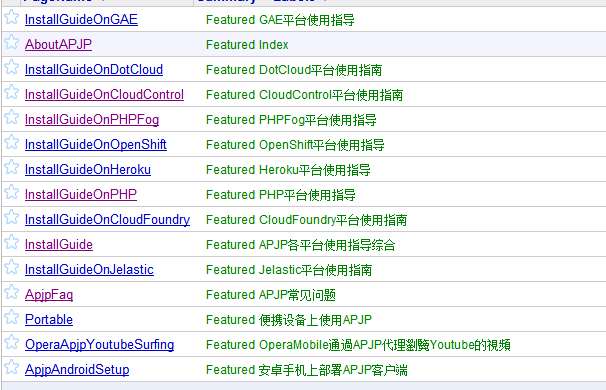 PageName Summary + Labels
InstallGuideOnGAE Featured GAE平台使用指导
AboutAPJP Featured Index
InstallGuideOnDotCloud Featured DotCloud平台使用指南
InstallGuideOnCloudControl Featured CloudControl平台使用指南
InstallGuideOnPHPFog Featured PHPFog平台使用指导
InstallGuideOnOpenShift Featured OpenShift平台使用指导
InstallGuideOnHeroku Featured Heroku平台使用指导
InstallGuideOnPHP Featured PHP平台使用指导
InstallGuideOnCloudFoundry Featured CloudFoundry平台使用指南
InstallGuide Featured APJP各平台使用指导综合
InstallGuideOnJelastic Featured Jelastic平台使用指南
ApjpFaq Featured APJP常见问题
Portable Featured 便携设备上使用APJP
OperaApjpYoutubeSurfing Featured OperaMobile通過APJP代理劉覽Youtube的視頻
ApjpAndroidSetup Featured 安卓手机上部署APJP客户端